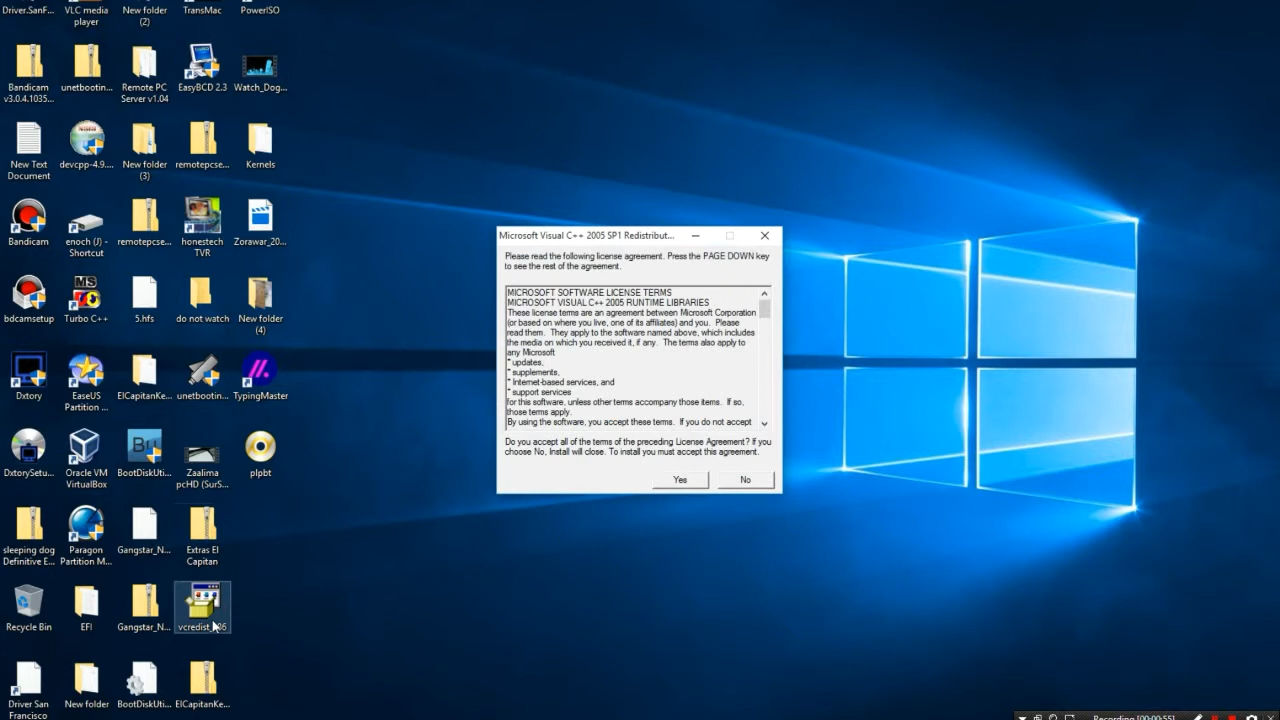 Driver.SanF...
VLC media
player
New folder
(2)
TransMac
PowerISO
Bandicam
v3.0.4.1035...
unetbootin...
Remote PC
Server v1.04
EasyBCD 2.3
Watch_Dog...
New Text
Document
devcpp-4.9....
New folder
(3)
remotepcse...
Kernels
Bandicam
enoch (J) -
Shortcut
remotepcse...
honestech
TVR
Zorawar_20...
bdcamsetup
MS
Turbo C++
5.hfs
do not watch
New folder
(4)
Dxtory
EaseUS
Partition ...
ElCapitanKe...
unetbootin...
TypingMaster
DxtorySetu...
Oracle VM
VirtualBox
BootDiskUti...
Zaalima
pcHD (SurS...
plpbt
sleeping dog
Definitive E...
Paragon
Partition M...
Gangstar_N...
Extras El
Capitan
Recycle Bin
EFI
Gangstar_N...
Driver San
Francisco
New folder
BootDiskUti...
ElCapitanKe...
Microsoft Visual C++ 2005 SP1 Redistribut...
Please read the following license agreement. Press the PAGE DOWN key
to see the rest of the agreement.
MICROSOFT SOFTWARE LICENSE TERMS
MICROSOFT VISUAL C++ 2005 RUNTIME LIBRARIES
These license terms are an agreement between Microsoft Corporation
(or based on where you live, one of its affiliates) and you. Please
read them. They apply to the software named above, which includes
the media on which you received it, if any. The terms also apply to
any Microsoft
* updates,
* supplements,
* Internet-based services, and
* support services
for this software, unless other terms accompany those items. If so,
those terms apply.
By using the software, you accept these terms. If you do not accept
Do you accept all of the terms of the preceding License Agreement? If you
choose No, Install will close. To install you must accept this agreement.
Yes
No
Recording [00:00:55]